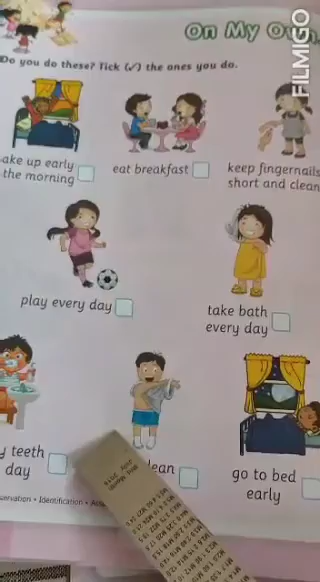 On My Own
FILMIGO
Do you do these? Tick (✓) the ones you do.
ake up early
the morning
eat breakfast
keep fingernails
short and clean
play every day
take bath
every day
teeth
day
lean
go to bed
early
servation • Identification •